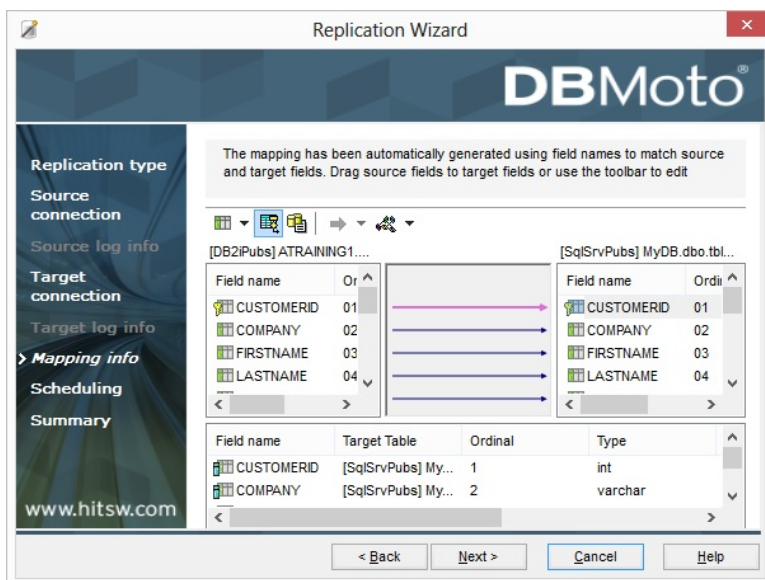 Replication Wizard
DBMoto®
Replication type
Source
connection
Source log info
Target
connection
Target log info
Mapping info
Scheduling
Summary
www.hitsw.com
The mapping has been automatically generated using field names to match source
and target fields. Drag source fields to target fields or use the toolbar to edit
[DB2iPubs] ATRAINING1....
[SqlSrvPubs] MyDB.dbo.tbl...
Field name Or
CUSTOMERID 01
COMPANY 02
FIRSTNAME 03
LASTNAME 04
Field name Ordi
CUSTOMERID 01
COMPANY 02
FIRSTNAME 03
LASTNAME 04
Field name Target Table Ordinal Type
CUSTOMERID [SqlSrvPubs] My... 1 int
COMPANY [SqlSrvPubs] My... 2 varchar
< Back Next > Cancel Help